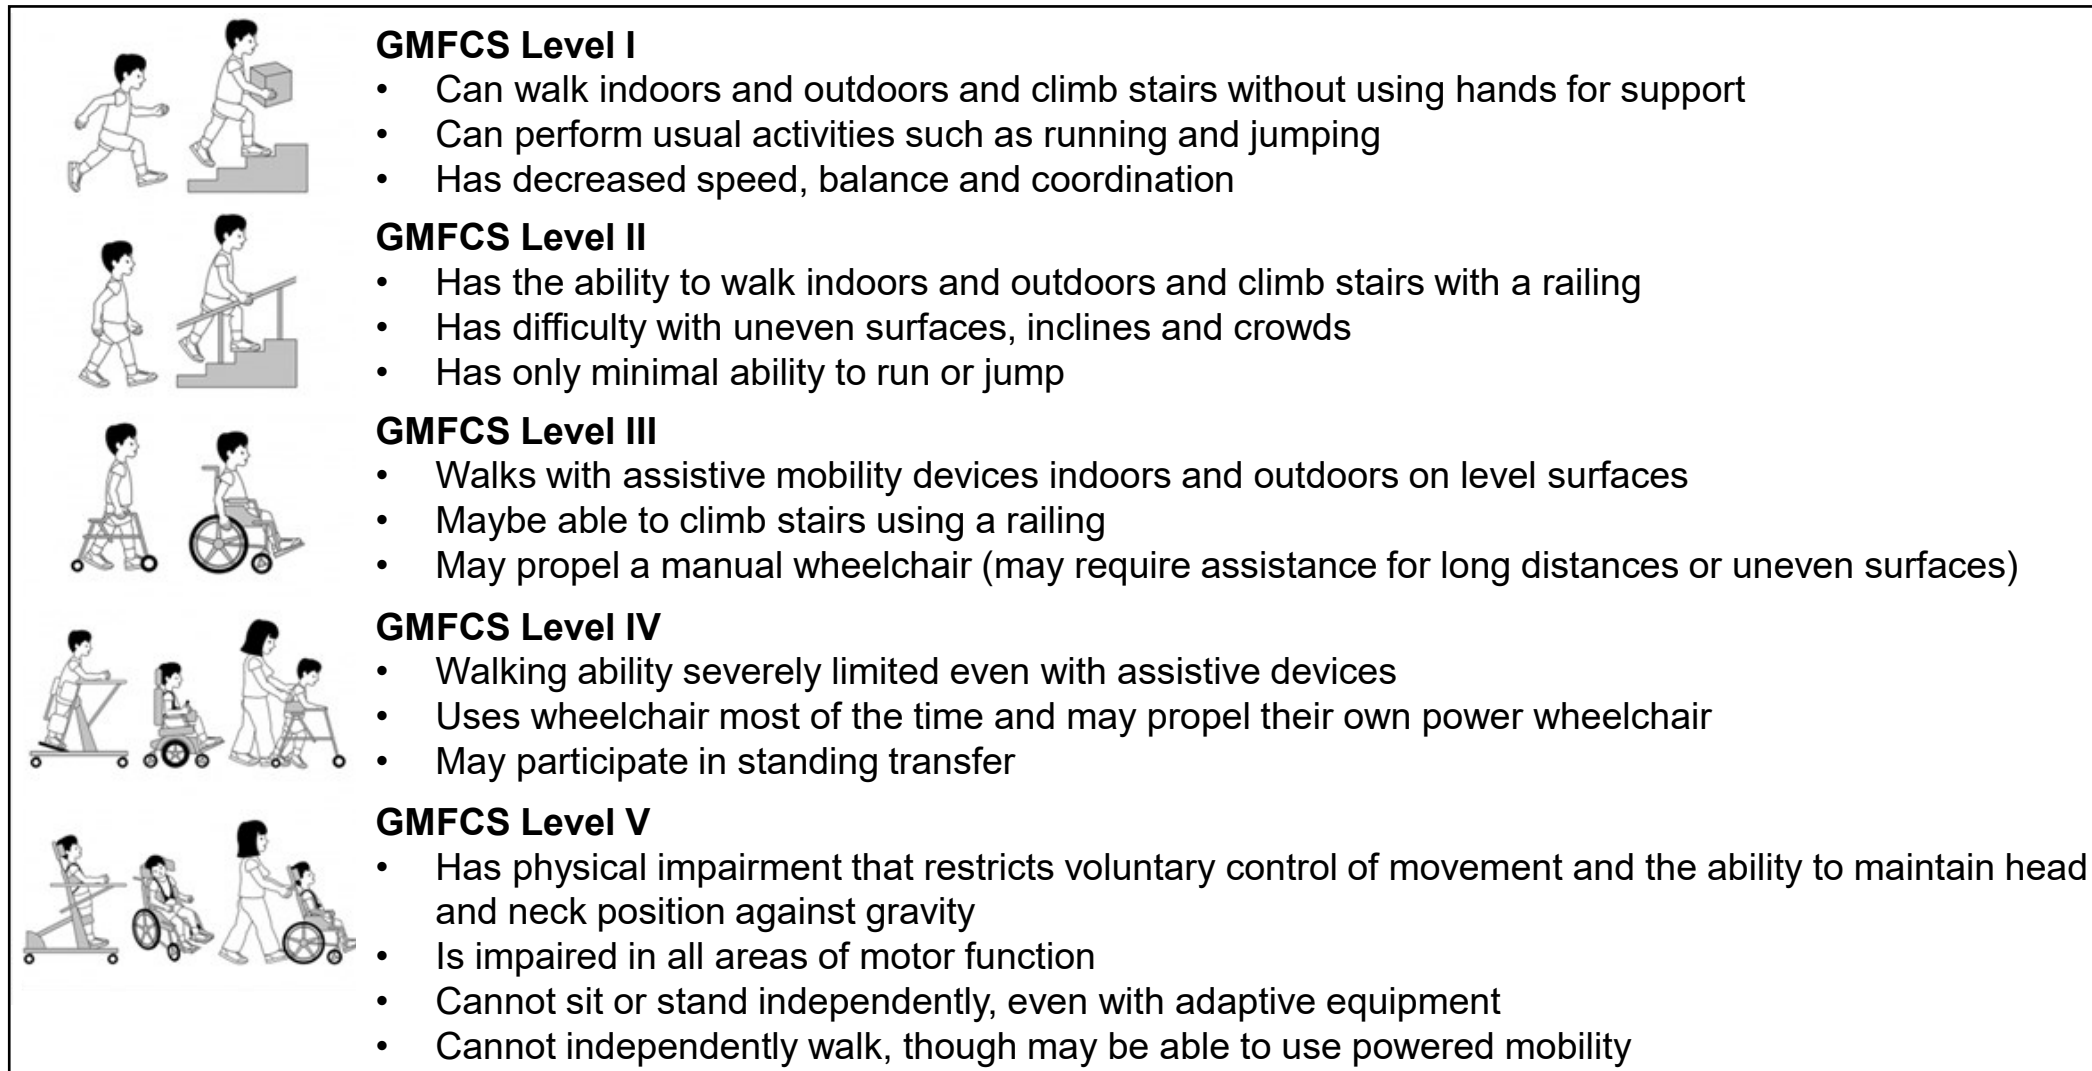 GMFCS Level I
• Can walk indoors and outdoors and climb stairs without using hands for support
• Can perform usual activities such as running and jumping
• Has decreased speed, balance and coordination
GMFCS Level II
• Has the ability to walk indoors and outdoors and climb stairs with a railing
• Has difficulty with uneven surfaces, inclines and crowds
• Has only minimal ability to run or jump
GMFCS Level III
• Walks with assistive mobility devices indoors and outdoors on level surfaces
• Maybe able to climb stairs using a railing
• May propel a manual wheelchair (may require assistance for long distances or uneven surfaces)
GMFCS Level IV
• Walking ability severely limited even with assistive devices
• Uses wheelchair most of the time and may propel their own power wheelchair
• May participate in standing transfer
GMFCS Level V
• Has physical impairment that restricts voluntary control of movement and the ability to maintain head
and neck position against gravity
• Is impaired in all areas of motor function
• Cannot sit or stand independently, even with adaptive equipment
• Cannot independently walk, though may be able to use powered mobility